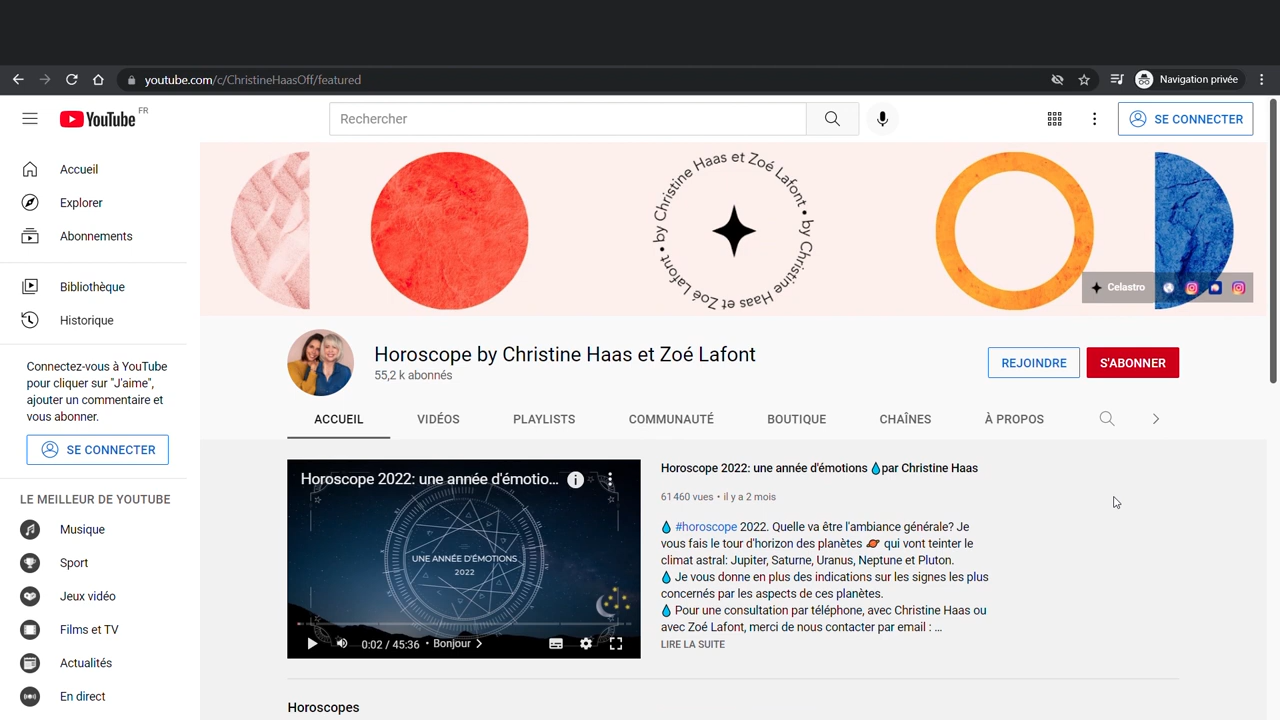 youtube.com/c/ChristineHaasOff/featured
Navigation privée
YouTube FR
Rechercher
SE CONNECTER
Accueil
Explorer
Abonnements
Bibliothèque
Historique
Connectez-vous à YouTube
pour cliquer sur "J'aime",
ajouter un commentaire et
vous abonner.
SE CONNECTER
LE MEILLEUR DE YOUTUBE
Musique
Sport
Jeux vidéo
Films et TV
Actualités
En direct
by Christine Haas et Zoé Lafont • by Christine Haas et Zoé Lafont •
Celastro
Horoscope by Christine Haas et Zoé Lafont
55,2 k abonnés
REJOINDRE
S'ABONNER
ACCUEIL
VIDÉOS
PLAYLISTS
COMMUNAUTÉ
BOUTIQUE
CHAÎNES
À PROPOS
Horoscope 2022: une année d'émotio...
UNE ANNÉE D'ÉMOTIONS
2022
0:02 / 45:36 • Bonjour
Horoscope 2022: une année d'émotions 💧par Christine Haas
61 460 vues • il y a 2 mois
💧 #horoscope 2022. Quelle va être l'ambiance générale? Je
vous fais le tour d'horizon des planètes 🪐 qui vont teinter le
climat astral: Jupiter, Saturne, Uranus, Neptune et Pluton.
💧 Je vous donne en plus des indications sur les signes les plus
concernés par les aspects de ces planètes.
💧 Pour une consultation par téléphone, avec Christine Haas ou
avec Zoé Lafont, merci de nous contacter par email : ...
LIRE LA SUITE
Horoscopes